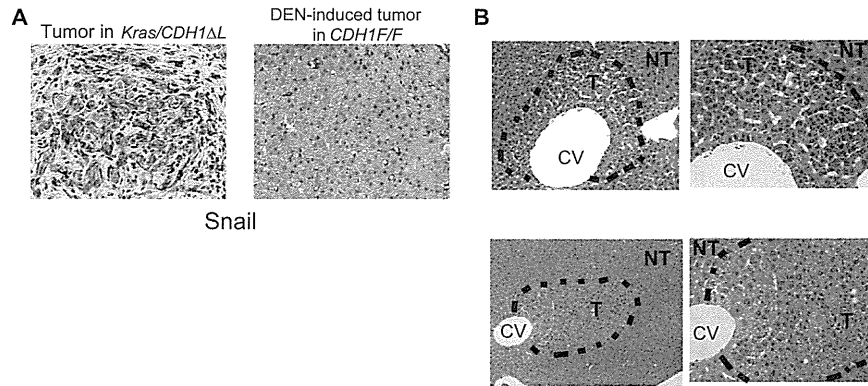 A
Tumor in Kras/CDH1ΔL
DEN-induced tumor
in CDH1F/F
Snail
B
NT
T
CV
NT
T
CV
NT
T
CV
NT
T
CV